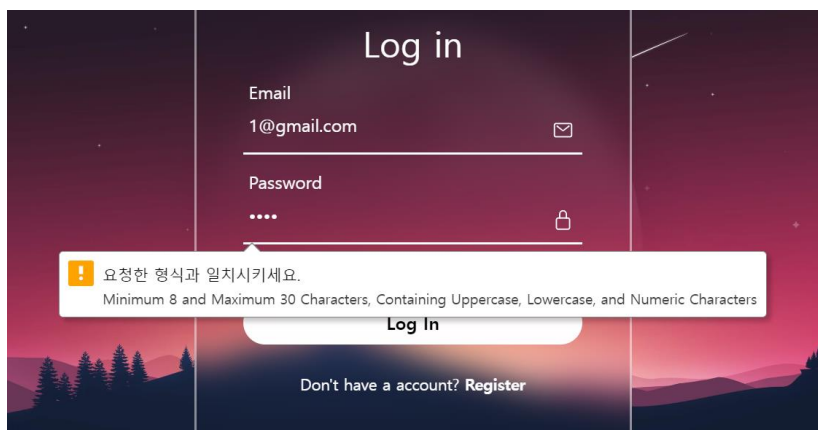 Log in
Email
1@gmail.com
Password
••••
요청한 형식과 일치시키세요.
Minimum 8 and Maximum 30 Characters, Containing Uppercase, Lowercase, and Numeric Characters
Log In
Don't have a account? Register